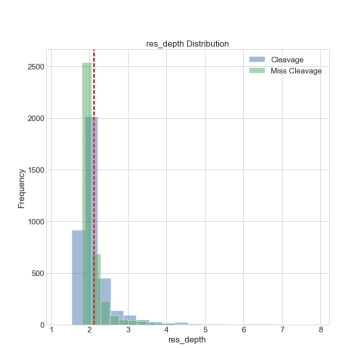 res_depth Distribution
Cleavage
Miss Cleavage
Frequency
2500
2000
1500
1000
500
0
1 2 3 4 5 6 7 8
res_depth